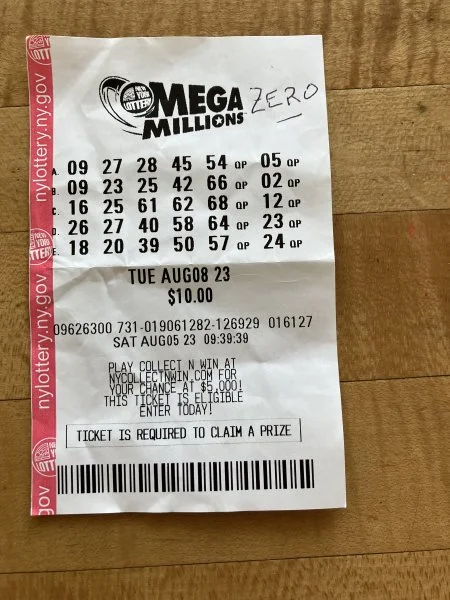 NEW YORK LOTTERY
MEGA MILLIONS ZERO
A. 09 27 28 45 54 QP 05 QP
B. 09 23 25 42 66 QP 02 QP
C. 16 25 61 62 68 QP 12 QP
D. 26 27 40 58 64 QP 23 QP
E. 18 20 39 50 57 QP 24 QP
TUE AUG08 23
$10.00
09626300 731-019061282-126929 016127
SAT AUG05 23 09:39:39
PLAY COLLECT N WIN AT
NYCOLLECTNWIN.COM FOR
YOUR CHANCE AT $5,000!
THIS TICKET IS ELIGIBLE
ENTER TODAY!
TICKET IS REQUIRED TO CLAIM A PRIZE
nylottery.ny.gov
nylottery.ny.gov
gov